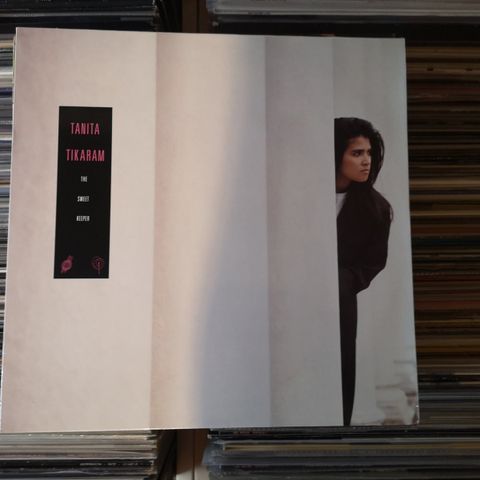 TANITA
TIKARAM
THE
SWEET
KEEPER